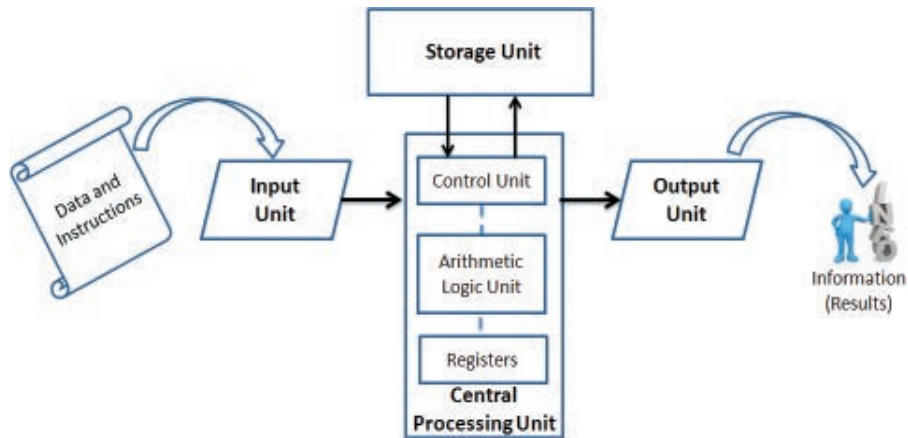 Storage Unit
Data and
Instructions
Input
Unit
Control Unit
Arithmetic
Logic Unit
Registers
Central
Processing Unit
Output
Unit
INFO
Information
(Results)